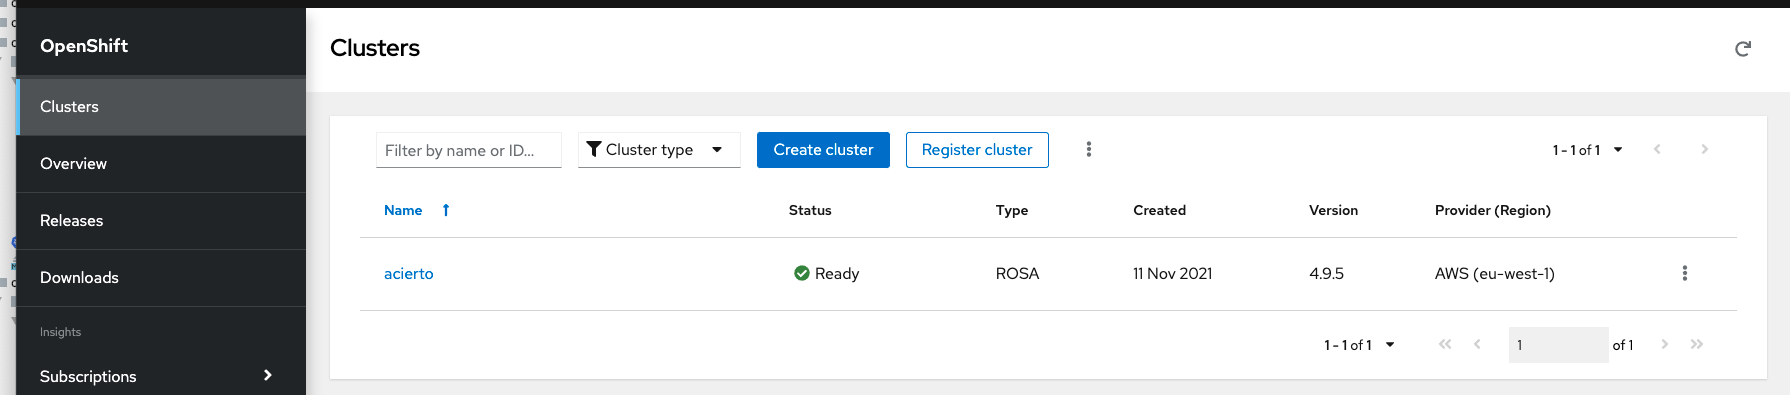 OpenShift
Clusters
Overview
Releases
Downloads
Insights
Subscriptions
Clusters
Filter by name or ID...
Cluster type
Create cluster
Register cluster
1 - 1 of 1
Name Status Type Created Version Provider (Region)
acierto Ready ROSA 11 Nov 2021 4.9.5 AWS (eu-west-1)
1 - 1 of 1
1 of 1